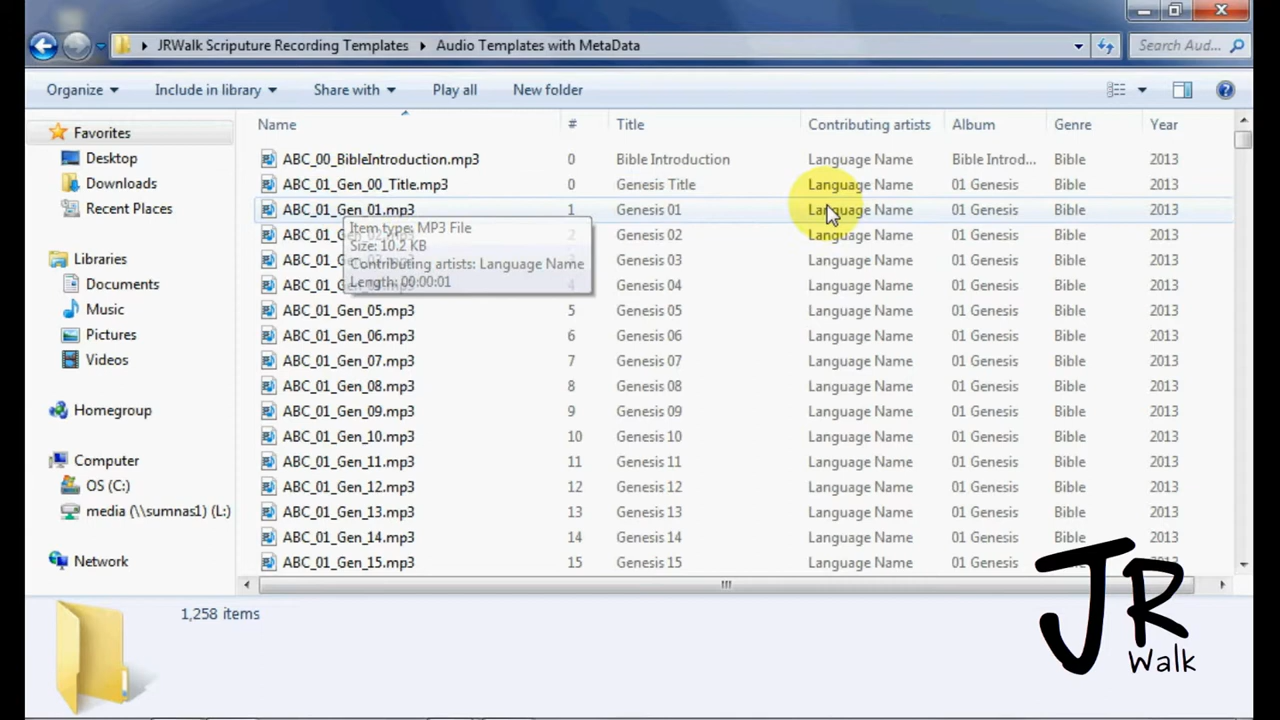 JRWalk Scriputure Recording Templates Audio Templates with MetaData
Search Aud...
Organize Include in library Share with Play all New folder
Favorites
Desktop
Downloads
Recent Places
Libraries
Documents
Music
Pictures
Videos
Homegroup
Computer
OS (C:)
media (\\sumnas1) (L:)
Network
Name # Title Contributing artists Album Genre Year
ABC_00_BibleIntroduction.mp3 0 Bible Introduction Language Name Bible Introd... Bible 2013
ABC_01_Gen_00_Title.mp3 0 Genesis Title Language Name 01 Genesis Bible 2013
ABC_01_Gen_01.mp3 1 Genesis 01 Language Name 01 Genesis Bible 2013
ABC_01_G 2 Genesis 02 Language Name 01 Genesis Bible 2013
ABC_01_G Genesis 03 Language Name 01 Genesis Bible 2013
ABC_01_G 4 Genesis 04 Language Name 01 Genesis Bible 2013
Item type: MP3 File
Size: 10.2 KB
Contributing artists: Language Name
Length: 00:00:01
ABC_01_Gen_05.mp3 5 Genesis 05 Language Name 01 Genesis Bible 2013
ABC_01_Gen_06.mp3 6 Genesis 06 Language Name 01 Genesis Bible 2013
ABC_01_Gen_07.mp3 7 Genesis 07 Language Name 01 Genesis Bible 2013
ABC_01_Gen_08.mp3 8 Genesis 08 Language Name 01 Genesis Bible 2013
ABC_01_Gen_09.mp3 9 Genesis 09 Language Name 01 Genesis Bible 2013
ABC_01_Gen_10.mp3 10 Genesis 10 Language Name 01 Genesis Bible 2013
ABC_01_Gen_11.mp3 11 Genesis 11 Language Name 01 Genesis Bible 2013
ABC_01_Gen_12.mp3 12 Genesis 12 Language Name 01 Genesis Bible 2013
ABC_01_Gen_13.mp3 13 Genesis 13 Language Name 01 Genesis Bible 2013
ABC_01_Gen_14.mp3 14 Genesis 14 Language Name 01 Genesis Bible 2013
ABC_01_Gen_15.mp3 15 Genesis 15 Language Name 01 Genesis Bible
1,258 items
JR
Walk